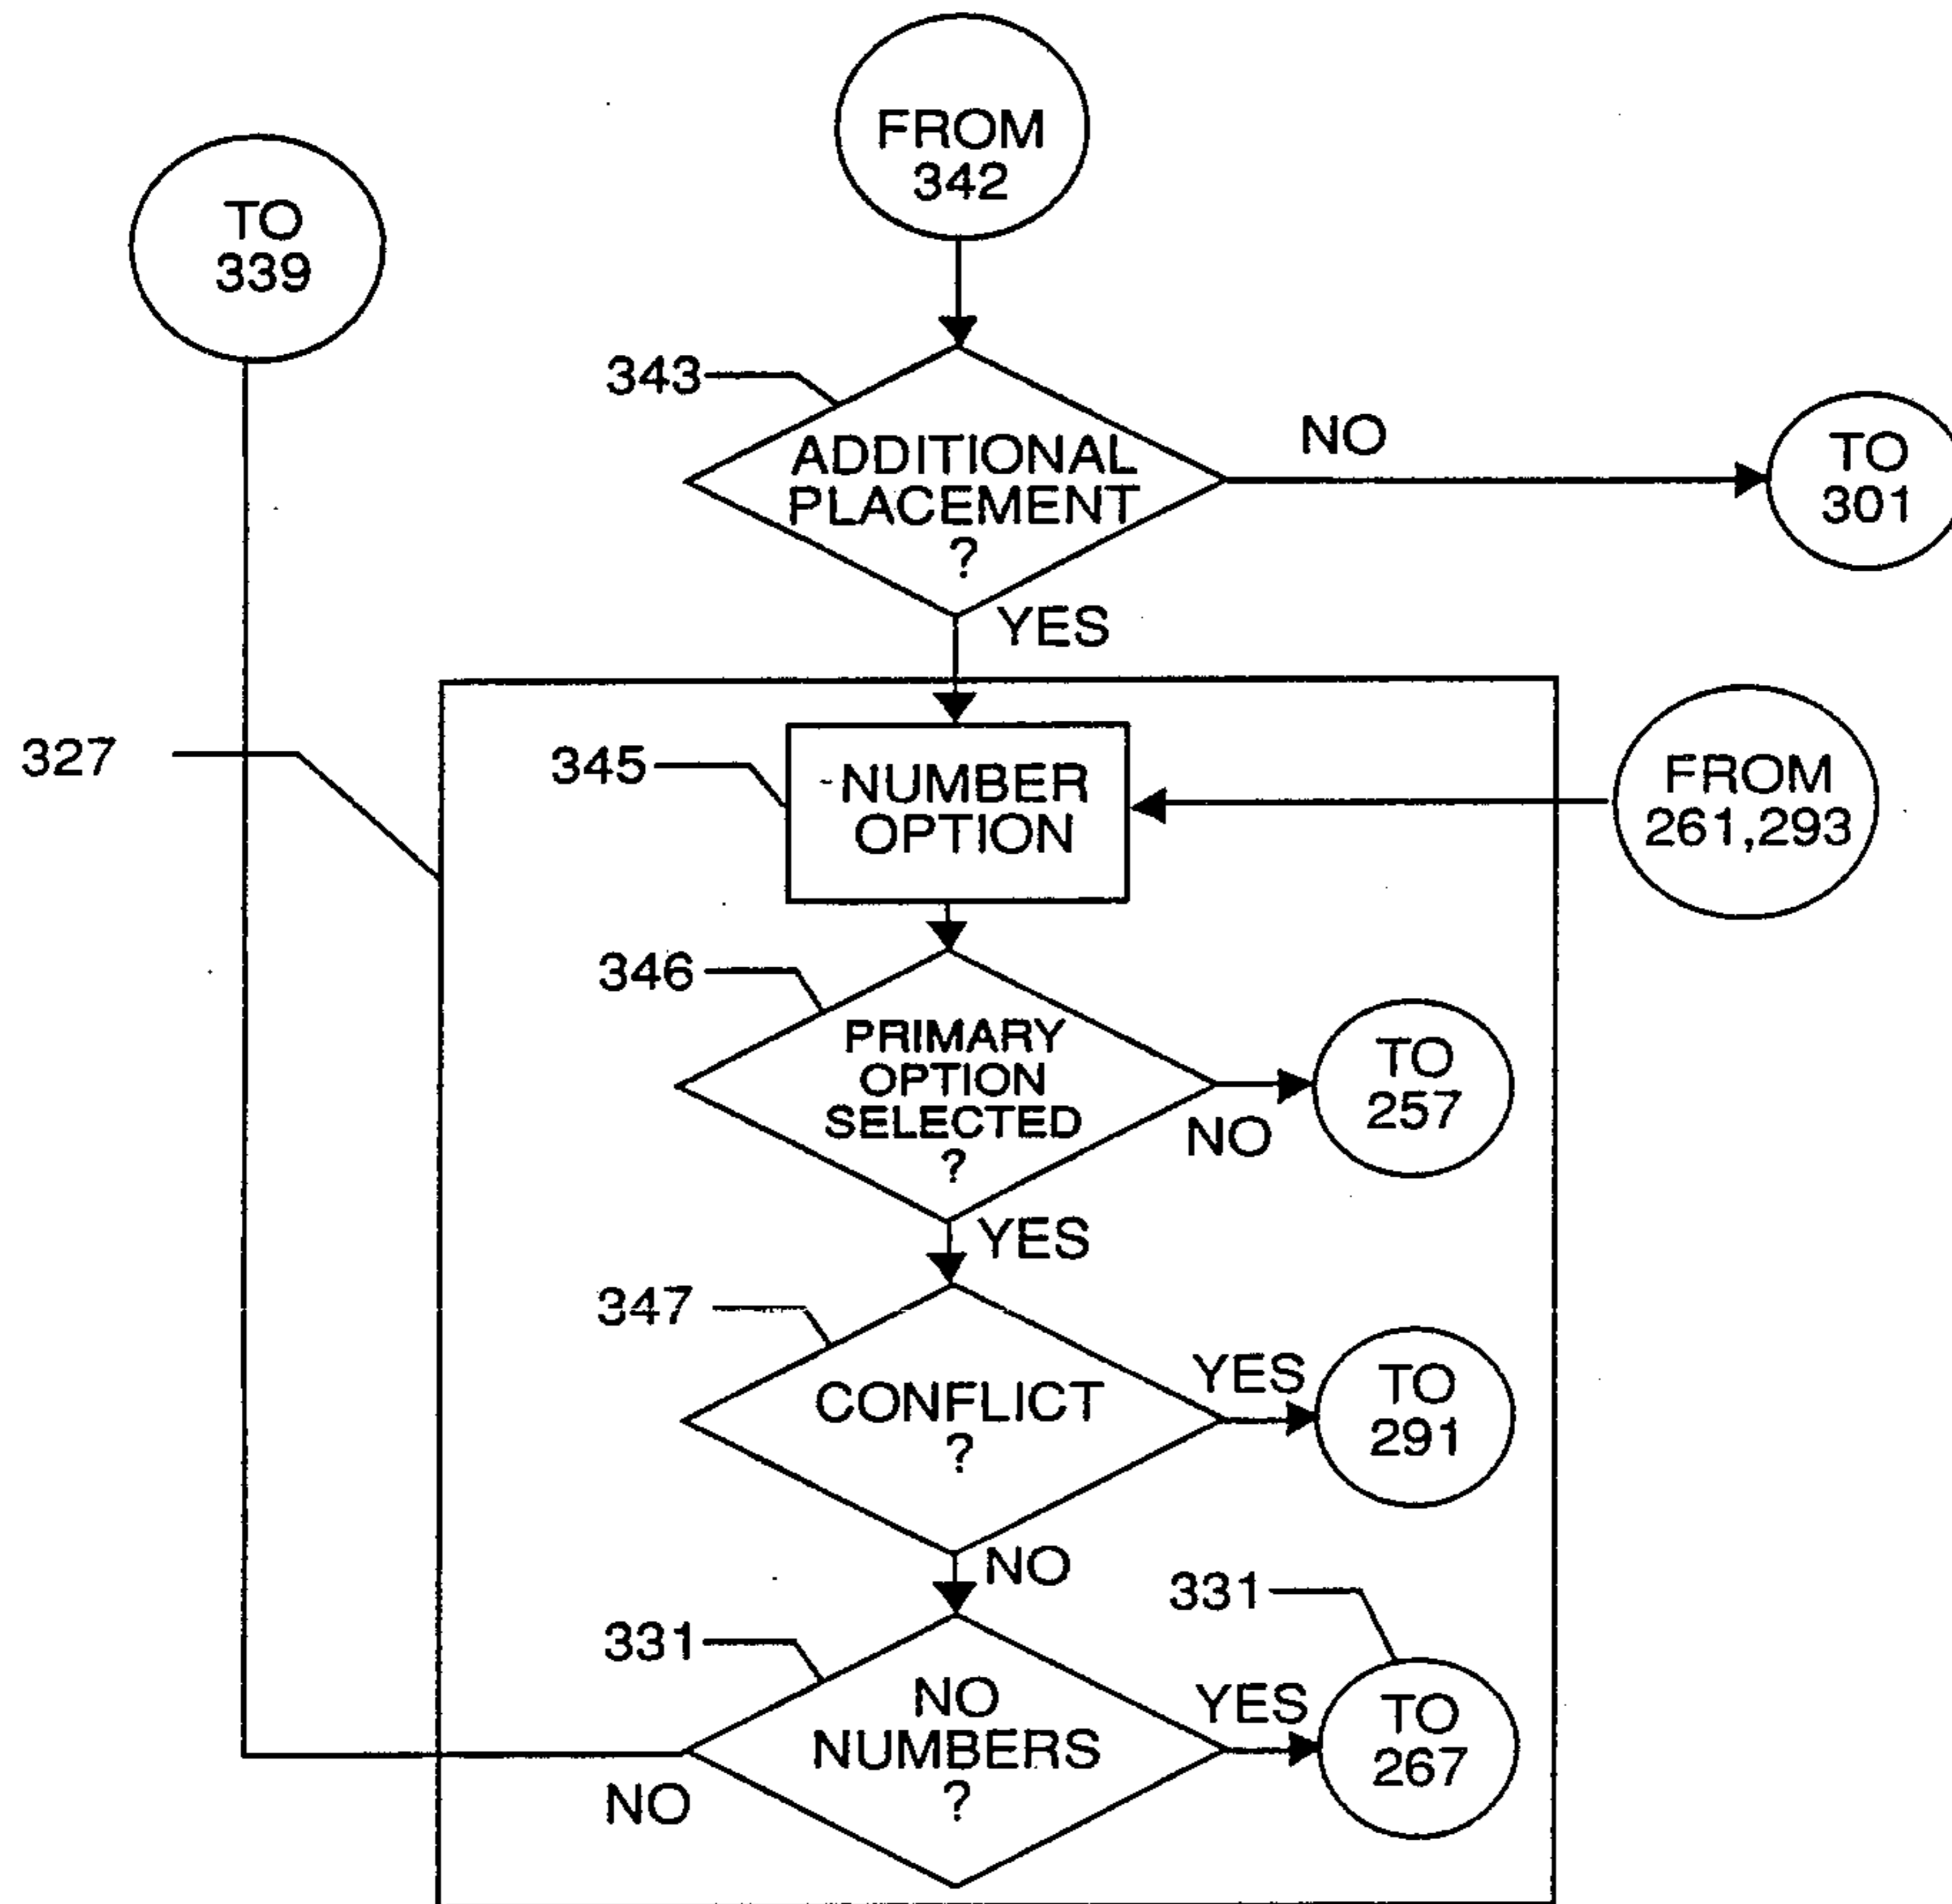 FROM
342
TO
339
343
ADDITIONAL
PLACEMENT
?
NO
TO
301
YES
327
345
NUMBER
OPTION
FROM
261,293
346
PRIMARY
OPTION
SELECTED
?
NO
TO
257
YES
347
CONFLICT
?
YES
TO
291
NO
331
331
NO
NUMBERS
?
YES
TO
267
NO